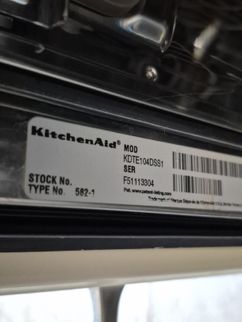 KitchenAid®
MOD
KDTE104DSS1
SER
F51113304
STOCK No.
TYPE No. 582-1